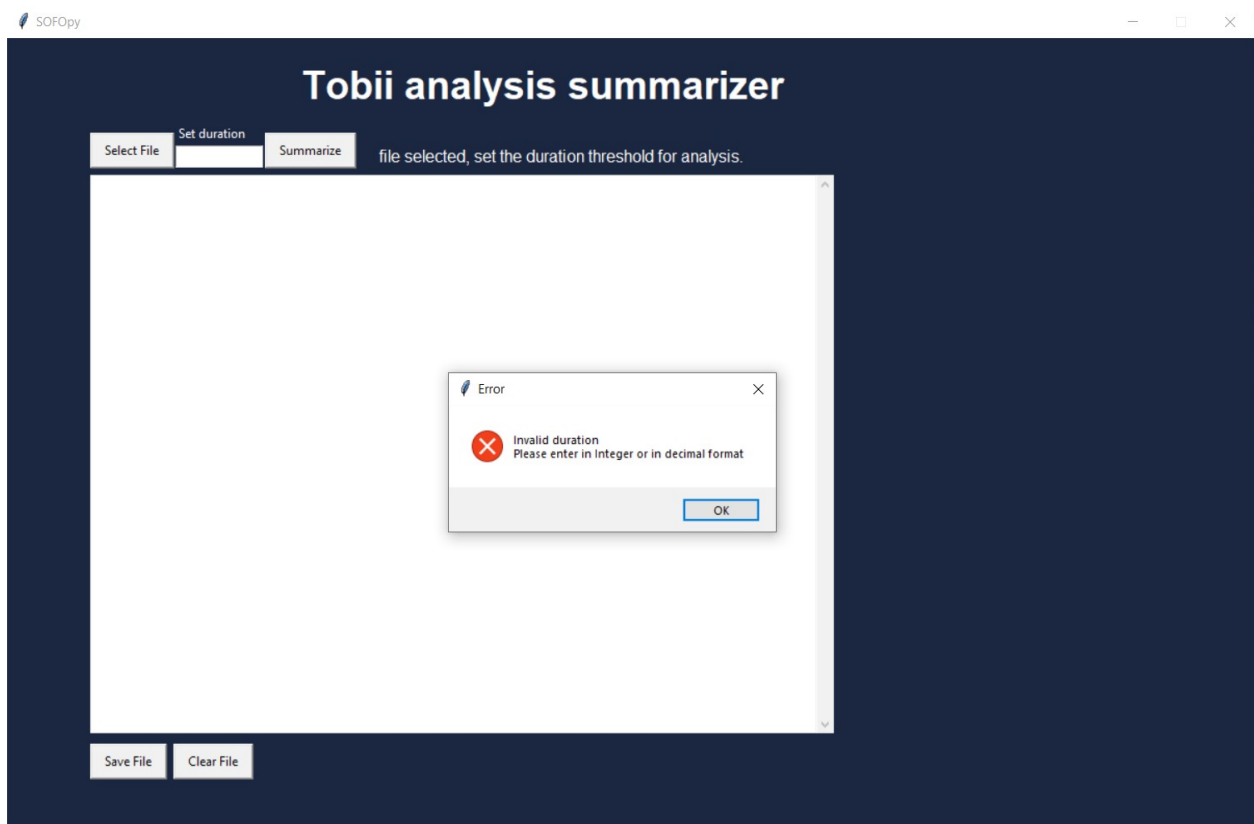 SOFOpy
Tobii analysis summarizer
Set duration
Select File
Summarize
file selected, set the duration threshold for analysis.
Error
Invalid duration
Please enter in Integer or in decimal format
OK
Save File
Clear File